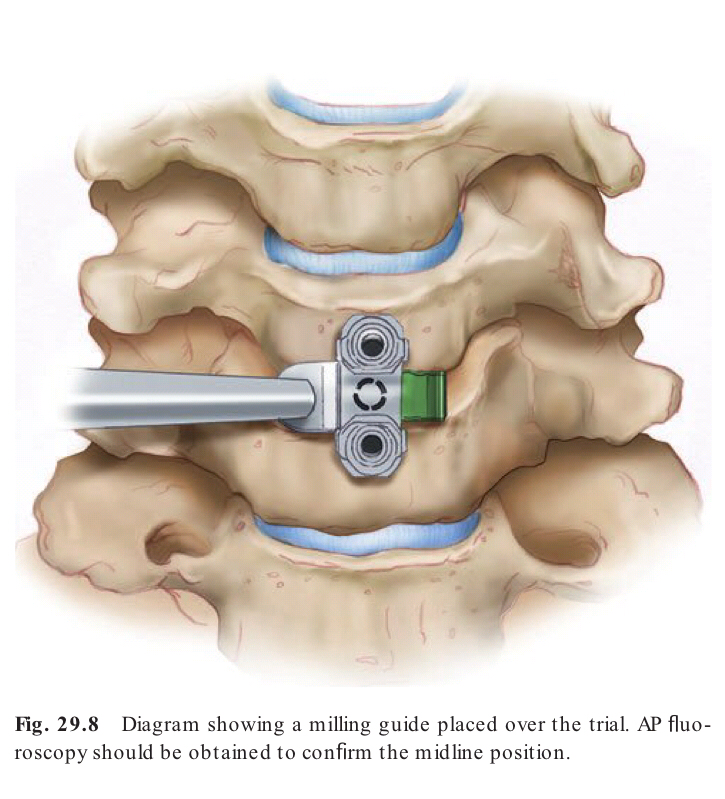 Fig. 29.8 Diagram showing a milling guide placed over the trial. AP fluo-
roscopy should be obtained to confirm the midline position.